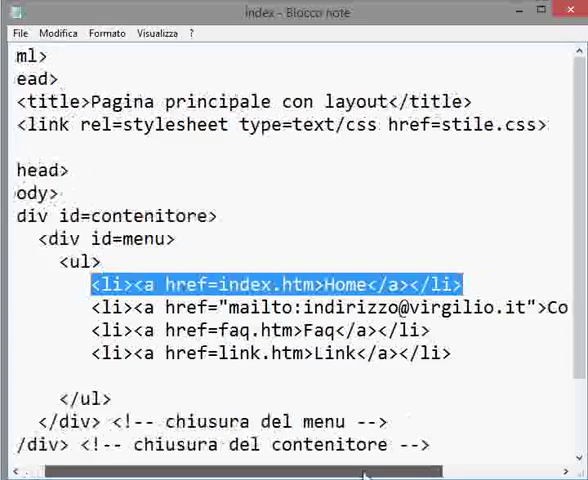 index - Blocco note
File Modifica Formato Visualizza ?
ml>
ead>
<title>Pagina principale con layout</title>
<link rel=stylesheet type=text/css href=stile.css>
head>
ody>
div id=contenitore>
<div id=menu>
<ul>
<li><a href=index.htm>Home</a></li>
<li><a href="mailto:indirizzo@virgilio.it">Co
<li><a href=faq.htm>Faq</a></li>
<li><a href=link.htm>Link</a></li>
</ul>
</div> <!-- chiusura del menu -->
/div> <!-- chiusura del contenitore -->